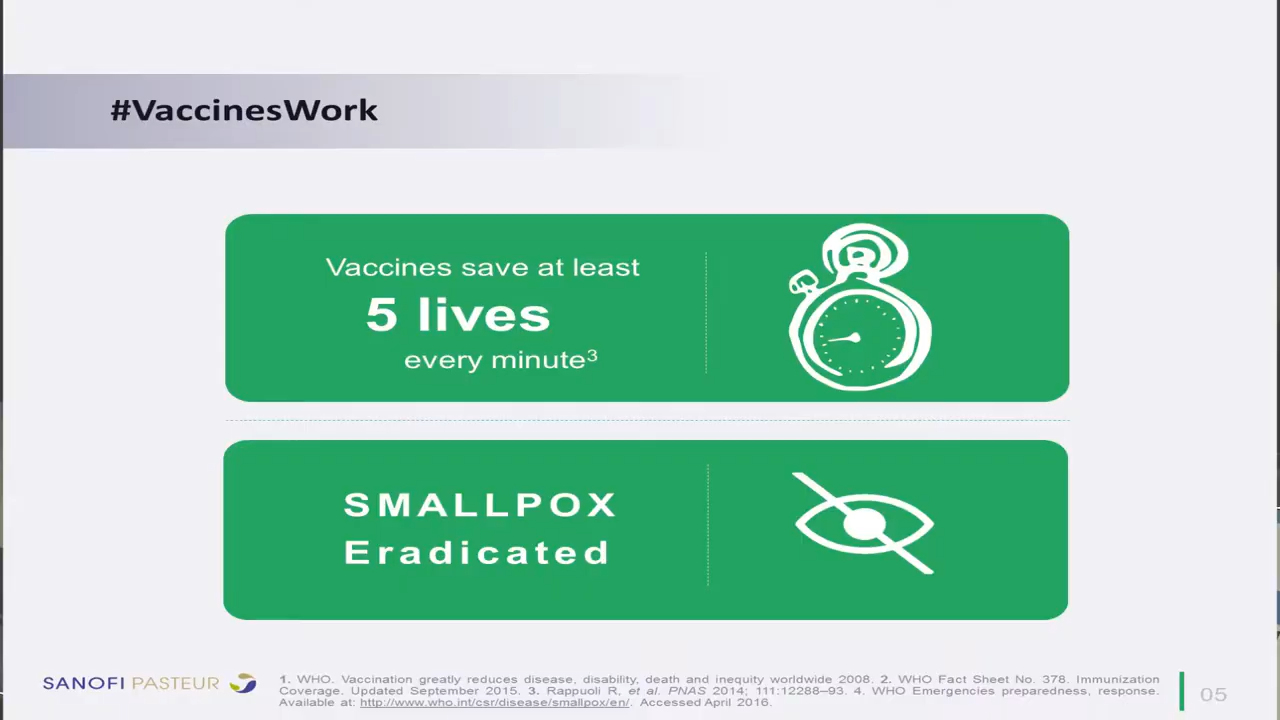 #VaccinesWork
Vaccines save at least
5 lives
every minute³
SMALLPOX
Eradicated
SANOFI PASTEUR
1. WHO. Vaccination greatly reduces disease, disability, death and inequity worldwide 2008. 2. WHO Fact Sheet No. 378. Immunization
Coverage. Updated September 2015. 3. Rappuoli R, et al. PNAS 2014; 111:12288–93. 4. WHO Emergencies preparedness, response.
Available at: http://www.who.int/csr/disease/smallpox/en/. Accessed April 2016.
05